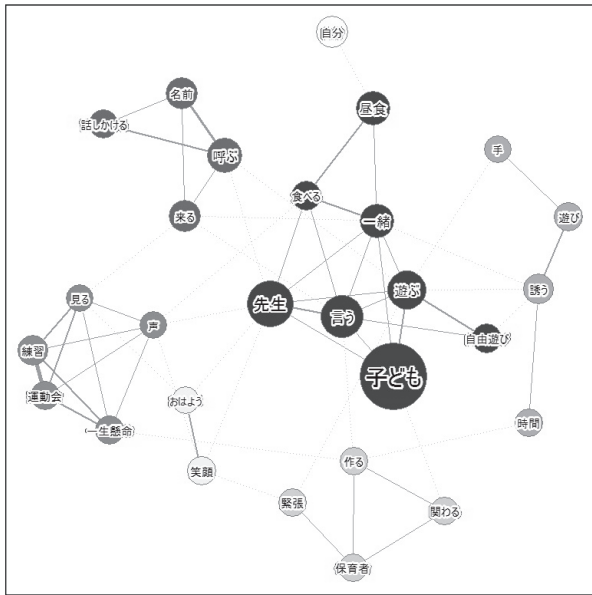 自分
名前
昼食
話しかける
呼ぶ
手
食べる
来る
一緒
遊び
見る
先生
遊ぶ
誘う
声
言う
自由遊び
練習
子ども
運動会
おはよう
一生懸命
時間
笑顔
作る
緊張
関わる
保育者